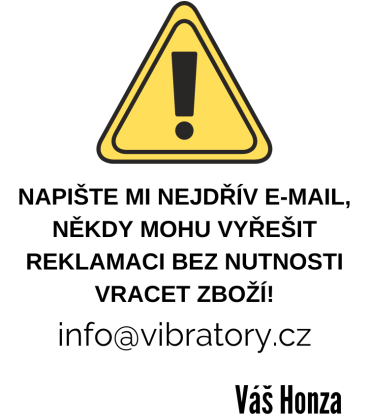 NAPIŠTE MI NEJDŘÍV E-MAIL,
NĚKDY MOHU VYŘEŠIT
REKLAMACI BEZ NUTNOSTI
VRACET ZBOŽÍ!
info@vibratory.cz
Váš Honza